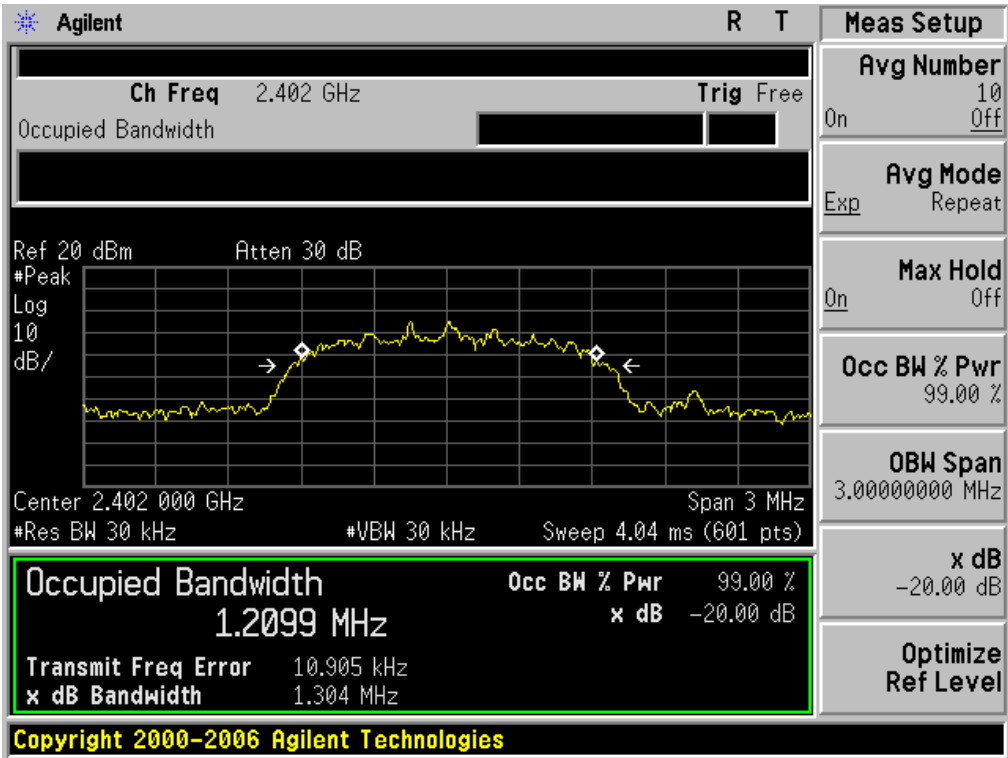 Agilent R T
Ch Freq 2.402 GHz Trig Free
Occupied Bandwidth
Ref 20 dBm Atten 30 dB
#Peak
Log
10
dB/
Center 2.402 000 GHz Span 3 MHz
#Res BW 30 kHz #VBW 30 kHz Sweep 4.04 ms (601 pts)
Occupied Bandwidth Occ BW % Pwr 99.00 %
1.2099 MHz x dB -20.00 dB
Transmit Freq Error 10.905 kHz
x dB Bandwidth 1.304 MHz
Copyright 2000-2006 Agilent Technologies
Meas Setup
Avg Number
10
On Off
Avg Mode
Exp Repeat
Max Hold
On Off
Occ BW % Pwr
99.00 %
OBW Span
3.00000000 MHz
x dB
-20.00 dB
Optimize
Ref Level